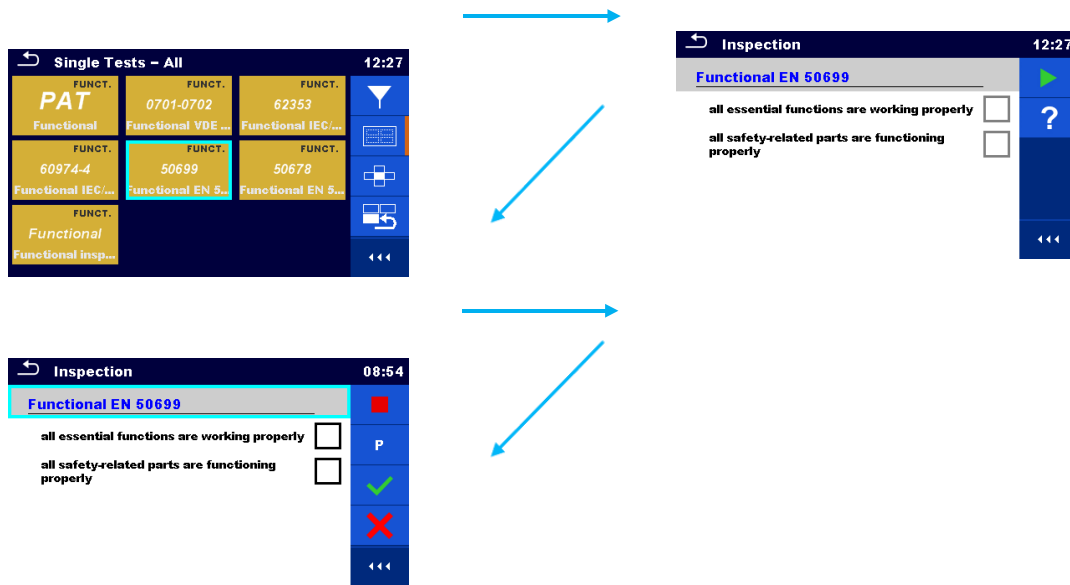 Single Tests – All 12:27
FUNCT. FUNCT. FUNCT.
PAT 0701-0702 62353
Functional Functional VDE ... Functional IEC/...
FUNCT. FUNCT. FUNCT.
60974-4 50699 50678
Functional IEC/... Functional EN 5... Functional EN 5...
FUNCT.
Functional
Functional insp...
Inspection 12:27
Functional EN 50699
all essential functions are working properly
all safety-related parts are functioning
properly
?
Inspection 08:54
Functional EN 50699
all essential functions are working properly
all safety-related parts are functioning
properly
P